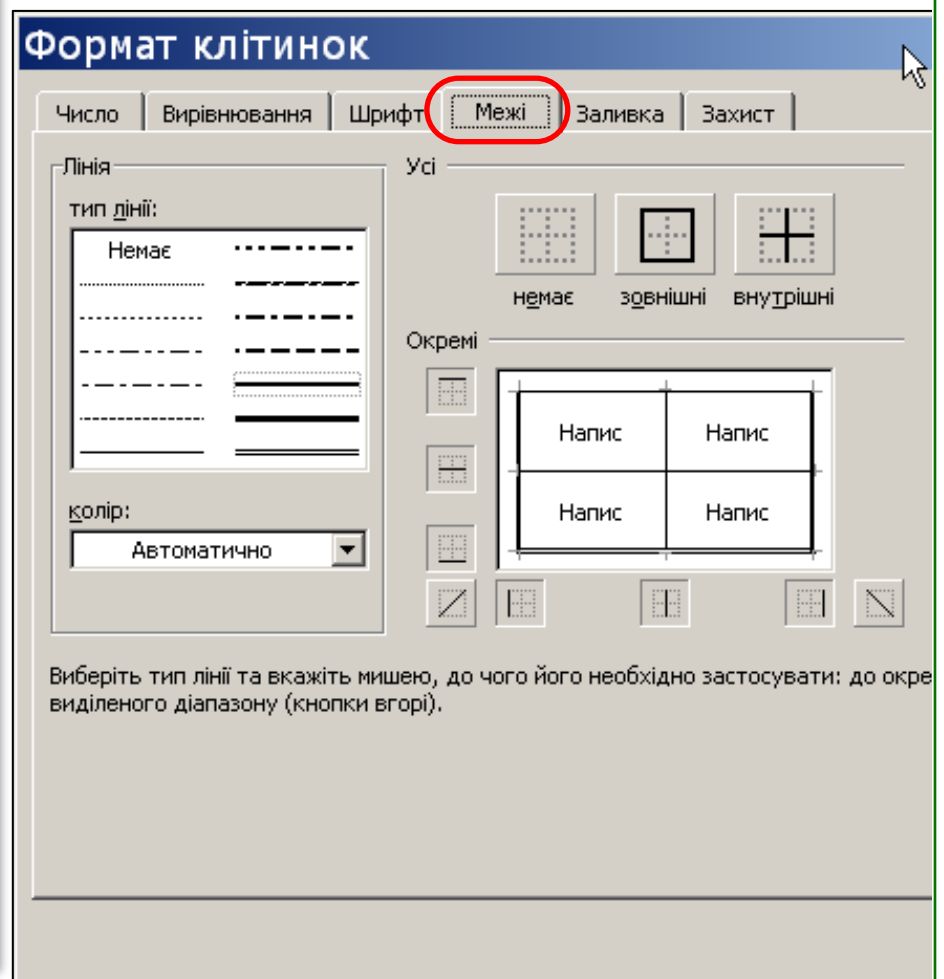 Формат клітинок
Число Вирівнювання Шрифт Межі Заливка Захист
Лінія
тип лінії:
Немає
колір:
Автоматично
Усі
немає зовнішні внутрішні
Окремі
Напис Напис
Напис Напис
Виберіть тип лінії та вкажіть мишею, до чого його необхідно застосувати: до окре
виділеного діапазону (кнопки вгорі).